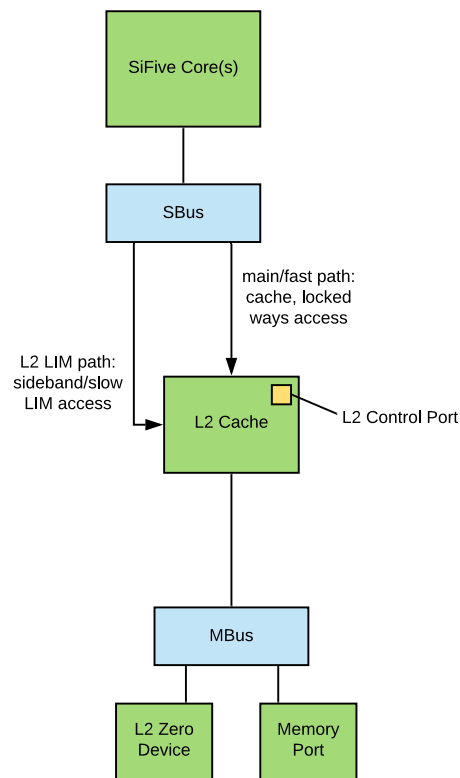 SiFive Core(s)
SBus
main/fast path:
cache, locked
ways access
L2 LIM path:
sideband/slow
LIM access
L2 Cache
L2 Control Port
MBus
L2 Zero
Device
Memory
Port